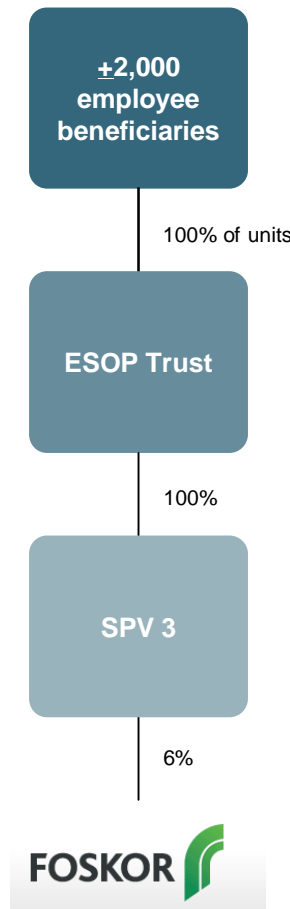 +2,000
employee
beneficiaries
100% of units
ESOP Trust
100%
SPV 3
6%
FOSKOR